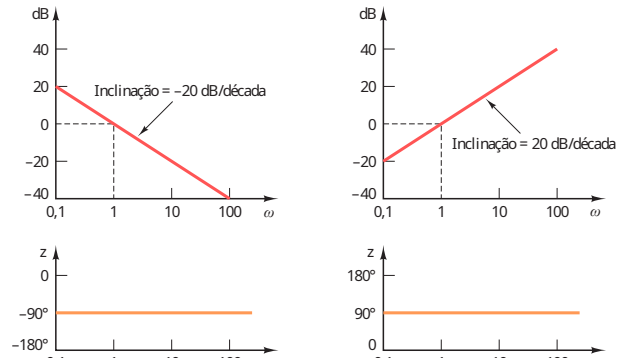 dB
40
20
Inclinação = –20 dB/década
0
–20
–40
0,1 1 10 100 ω
dB
40
20
0
Inclinação = 20 dB/década
–20
–40
0,1 1 10 100 ω
z
0
–90°
–180°
z
180°
90°
0